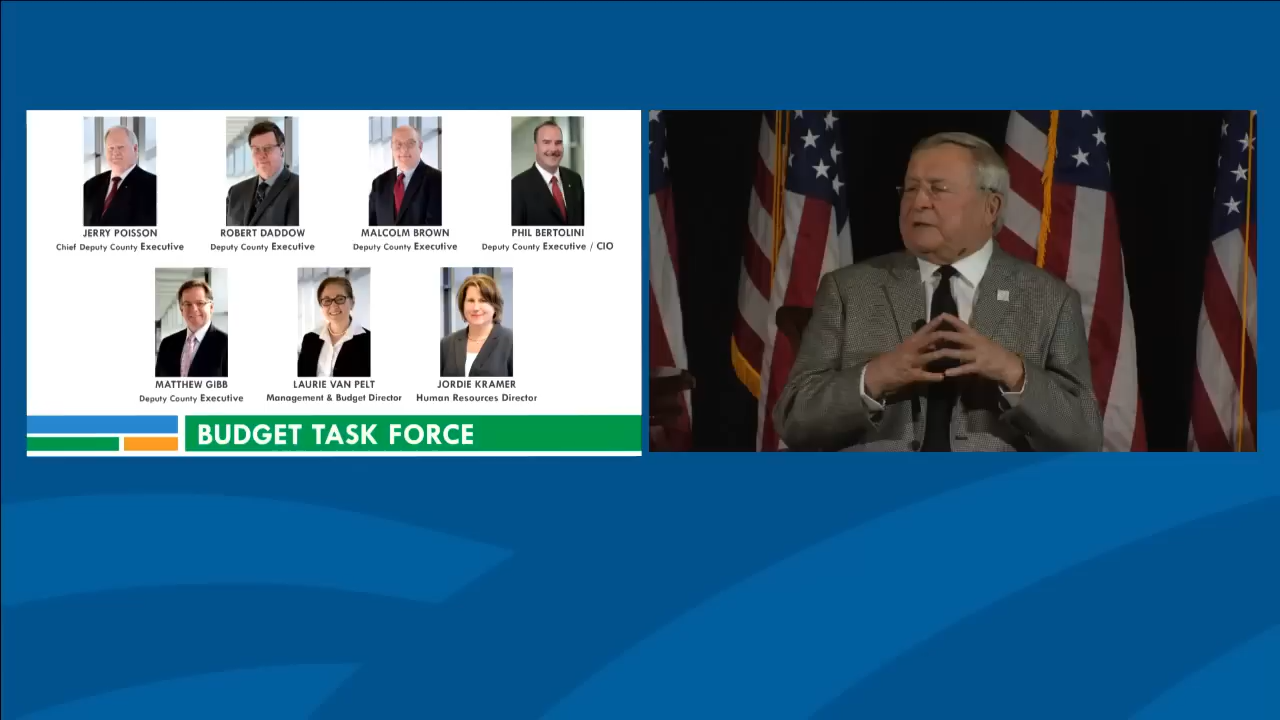 JERRY POISSON
Chief Deputy County Executive
ROBERT DADDOW
Deputy County Executive
MALCOLM BROWN
Deputy County Executive
PHIL BERTOLINI
Deputy County Executive / CIO
MATTHEW GIBB
Deputy County Executive
LAURIE VAN PELT
Management & Budget Director
JORDIE KRAMER
Human Resources Director
BUDGET TASK FORCE